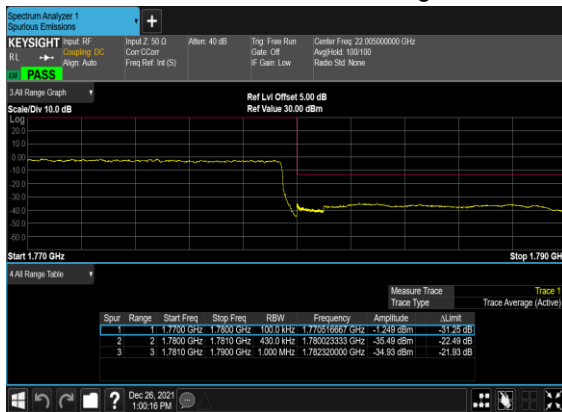 Spectrum Analyzer 1
Spurious Emissions
KEYSIGHT Input: RF Input Z: 50 Ω Atten: 40 dB Trig: Free Run Center Freq: 22.005000000 GHz
RL Coupling: DC Corr CCorr Gate: Off Avg|Hold: 100/100
Align: Auto Freq Ref: Int (S) IF Gain: Low Radio Std: None
PASS
3 All Range Graph
Ref Lvl Offset 5.00 dB
Scale/Div 10.0 dB Ref Value 30.00 dBm
Log
20.0
10.0
0.00
-10.0
-20.0
-30.0
-40.0
-50.0
-60.0
Start 1.770 GHz Stop 1.790 GH
4 All Range Table
Measure Trace Trace 1
Trace Type Trace Average (Active)
Spur Range Start Freq Stop Freq RBW Frequency Amplitude ΔLimit
1 1 1.7700 GHz 1.7800 GHz 100.0 kHz 1.770516667 GHz -1.249 dBm -31.25 dB
2 2 1.7800 GHz 1.7810 GHz 430.0 kHz 1.780023333 GHz -35.49 dBm -22.49 dB
3 3 1.7810 GHz 1.7900 GHz 1.000 MHz 1.782320000 GHz -34.93 dBm -21.93 dB
? Dec 26, 2021
1:00:16 PM